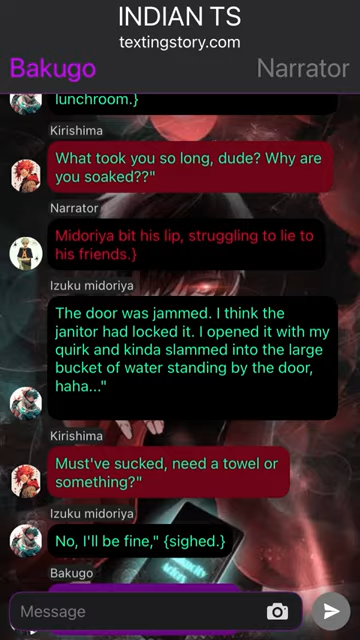 INDIAN TS
textingstory.com
Bakugo
Narrator
lunchroom.}
Kirishima
What took you so long, dude? Why are
you soaked??"
Narrator
Midoriya bit his lip, struggling to lie to
his friends.}
Izuku midoriya
The door was jammed. I think the
janitor had locked it. I opened it with my
quirk and kinda slammed into the large
bucket of water standing by the door,
haha..."
Kirishima
Must've sucked, need a towel or
something?"
Izuku midoriya
No, I'll be fine," {sighed.}
Bakugo
Message